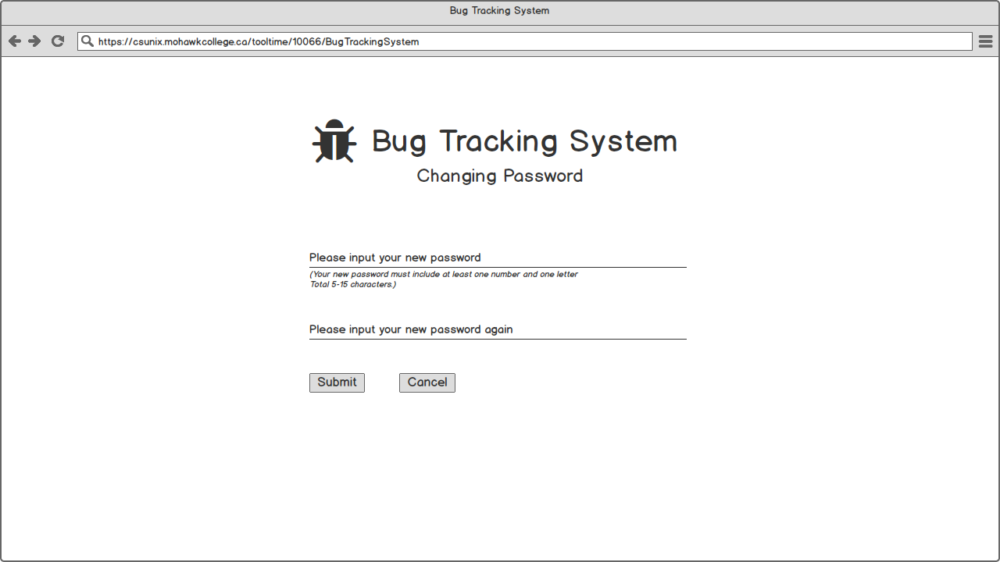 Bug Tracking System
https://csunix.mohawkcollege.ca/tooltime/10066/BugTrackingSystem
Bug Tracking System
Changing Password
Please input your new password
(Your new password must include at least one number and one letter
Total 5-15 characters.)
Please input your new password again
Submit Cancel